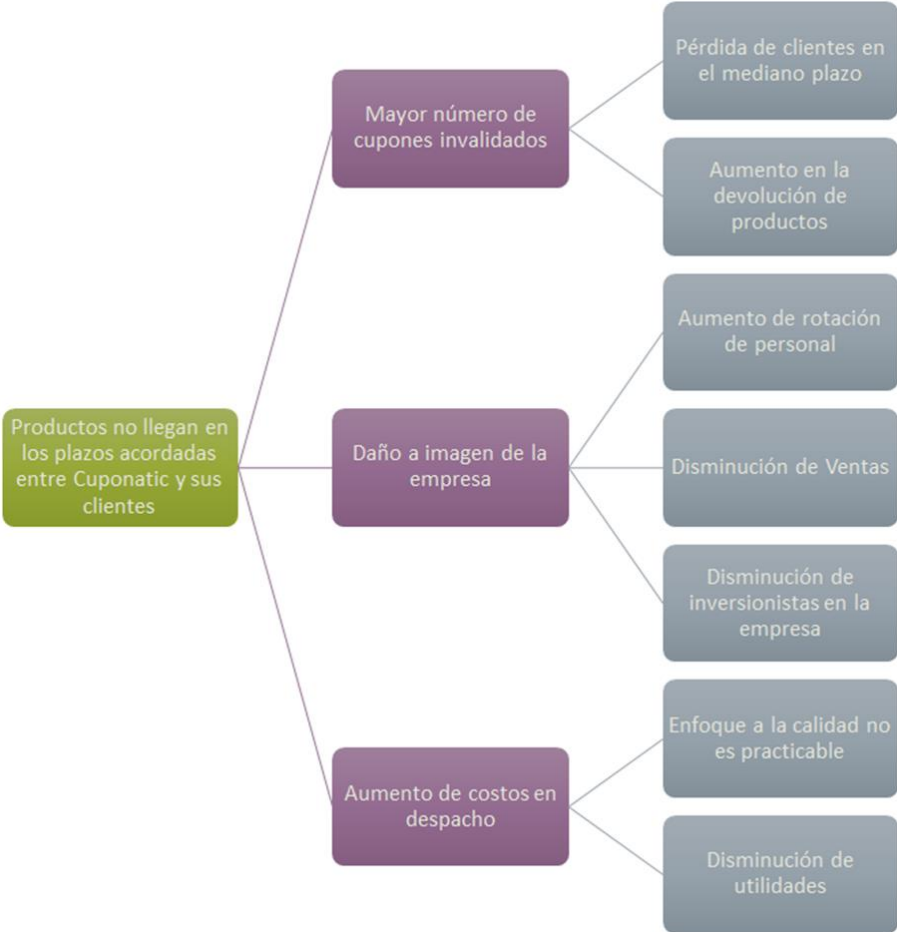 Productos no llegan en
los plazos acordadas
entre Cuponatic y sus
clientes
Mayor número de
cupones invalidados
Pérdida de clientes en
el mediano plazo
Aumento en la
devolución de
productos
Daño a imagen de la
empresa
Aumento de rotación
de personal
Disminución de Ventas
Disminución de
inversionistas en la
empresa
Aumento de costos en
despacho
Enfoque a la calidad no
es practicable
Disminución de
utilidades